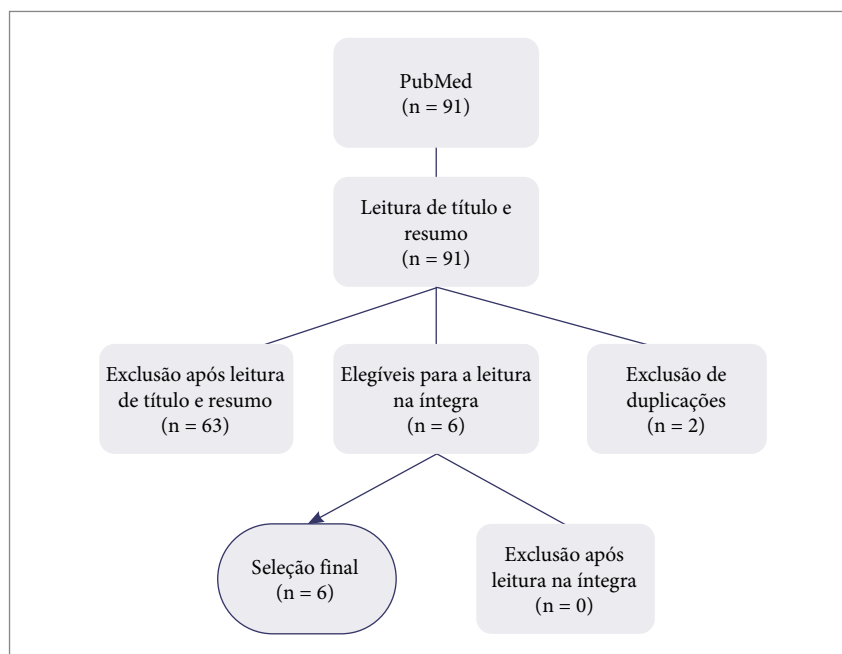 PubMed
(n = 91)
Leitura de título e
resumo
(n = 91)
Exclusão após leitura
de título e resumo
(n = 63)
Elegíveis para a leitura
na íntegra
(n = 6)
Exclusão de
duplicações
(n = 2)
Seleção final
(n = 6)
Exclusão após
leitura na íntegra
(n = 0)